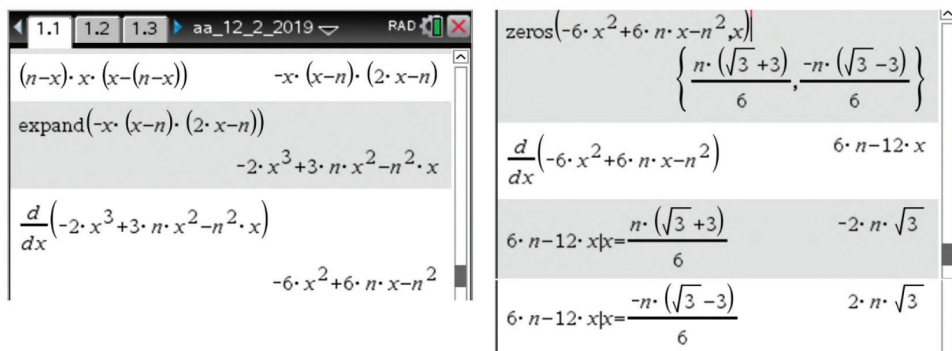 1.1 1.2 1.3 aa_12_2_2019 RAD
(n−x)·x·(x−(n−x)) -x·(x−n)·(2·x−n)
expand(-x·(x−n)·(2·x−n))
-2·x³+3·n·x²−n²·x
d/dx(-2·x³+3·n·x²−n²·x)
-6·x²+6·n·x−n²
zeros(-6·x²+6·n·x−n²,x)
{n·(√3+3)/6, -n·(√3−3)/6}
d/dx(-6·x²+6·n·x−n²) 6·n−12·x
6·n−12·x|x=n·(√3+3)/6 -2·n·√3
6·n−12·x|x=-n·(√3−3)/6 2·n·√3